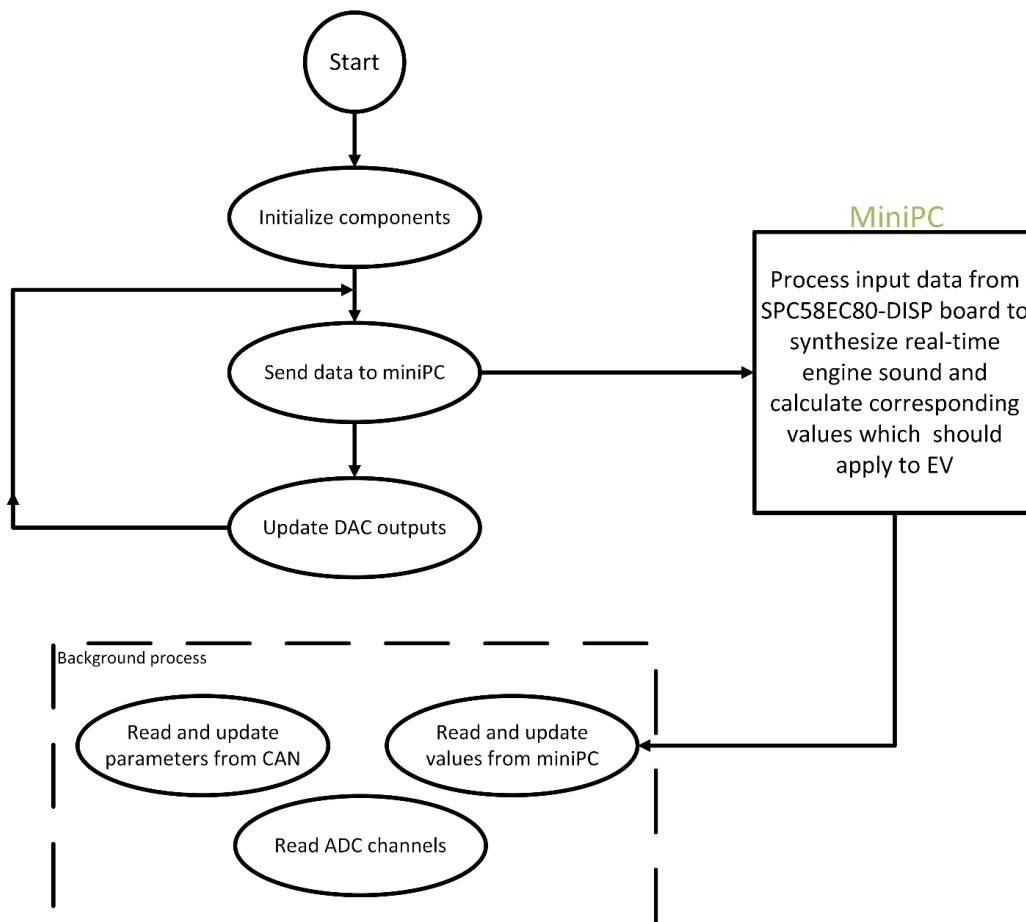 Start
Initialize components
Send data to miniPC
Update DAC outputs
MiniPC
Process input data from
SPC58EC80-DISP board to
synthesize real-time
engine sound and
calculate corresponding
values which should
apply to EV
Background process
Read and update
parameters from CAN
Read and update
values from miniPC
Read ADC channels